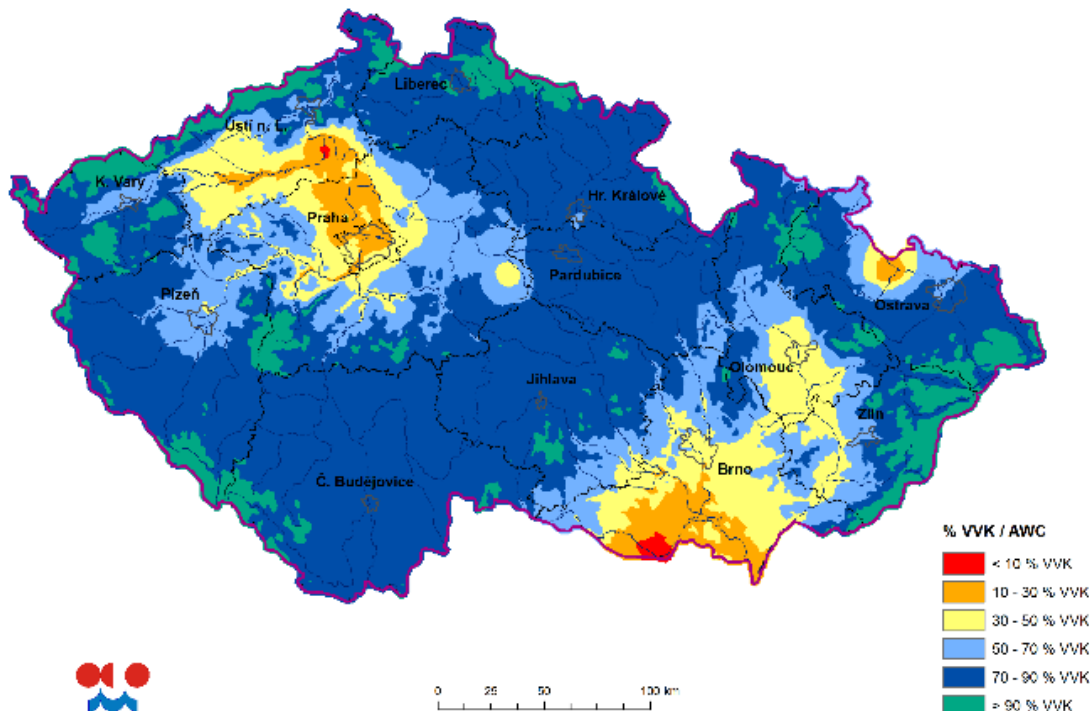 Liberec
Ústí n. L.
K. Vary
Hr. Králové
Praha
Pardubice
Plzeň
Ostrava
Olomouc
Jihlava
Zlín
Brno
Č. Budějovice
% VVK / AWC
< 10 % VVK
10 - 30 % VVK
30 - 50 % VVK
50 - 70 % VVK
70 - 90 % VVK
> 90 % VVK
0 25 50 100 km